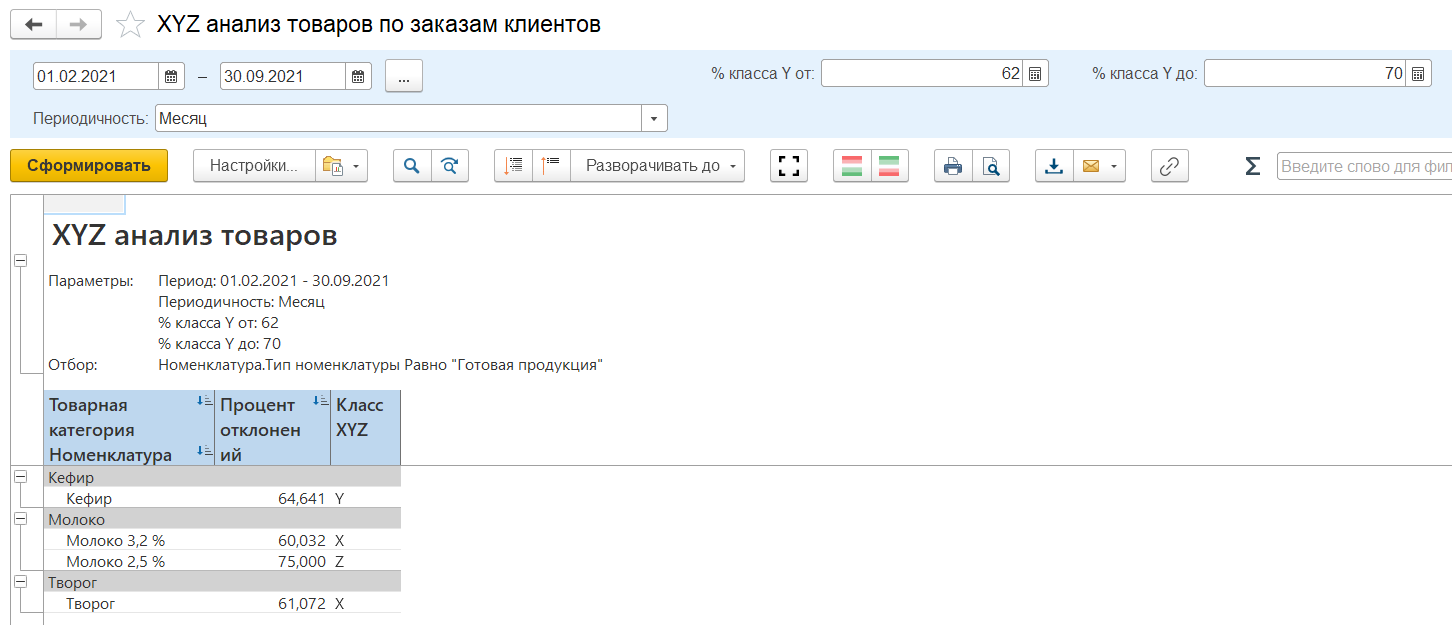 XYZ анализ товаров по заказам клиентов
01.02.2021 – 30.09.2021 ... % класса Y от: 62 % класса Y до: 70
Периодичность: Месяц
Сформировать Настройки... Разворачивать до Σ Введите слово для фил
XYZ анализ товаров
Параметры: Период: 01.02.2021 - 30.09.2021
Периодичность: Месяц
% класса Y от: 62
% класса Y до: 70
Отбор: Номенклатура.Тип номенклатуры Равно "Готовая продукция"
Товарная Процент Класс
категория отклонен XYZ
Номенклатура ий
Кефир
Кефир 64,641 Y
Молоко
Молоко 3,2 % 60,032 X
Молоко 2,5 % 75,000 Z
Творог
Творог 61,072 X